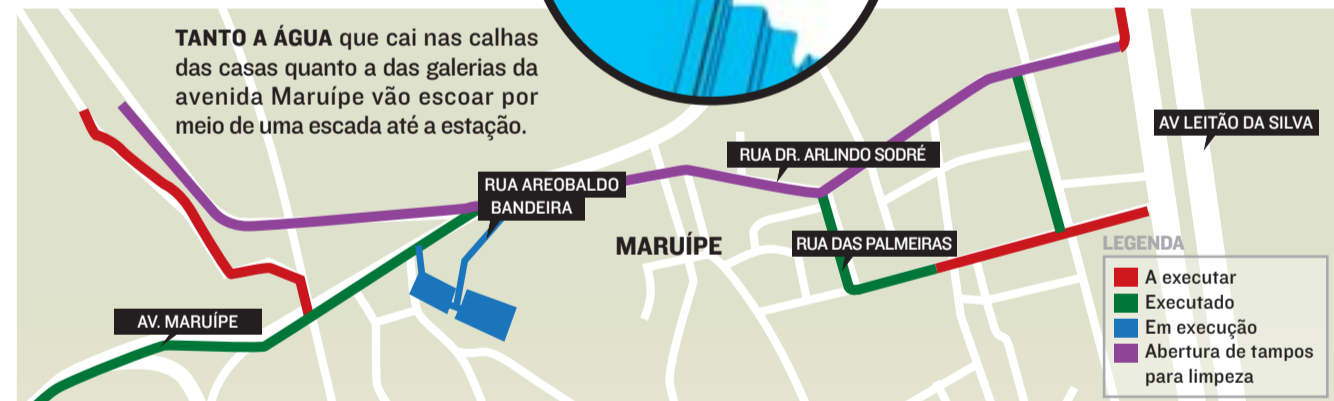 TANTO A ÁGUA que cai nas calhas
das casas quanto a das galerias da
avenida Maruípe vão escoar por
meio de uma escada até a estação.
AV LEITÃO DA SILVA
RUA DR. ARLINDO SODRÉ
RUA AREOBALDO
BANDEIRA
MARUÍPE
RUA DAS PALMEIRAS
AV. MARUÍPE
LEGENDA
A executar
Executado
Em execução
Abertura de tampos
para limpeza